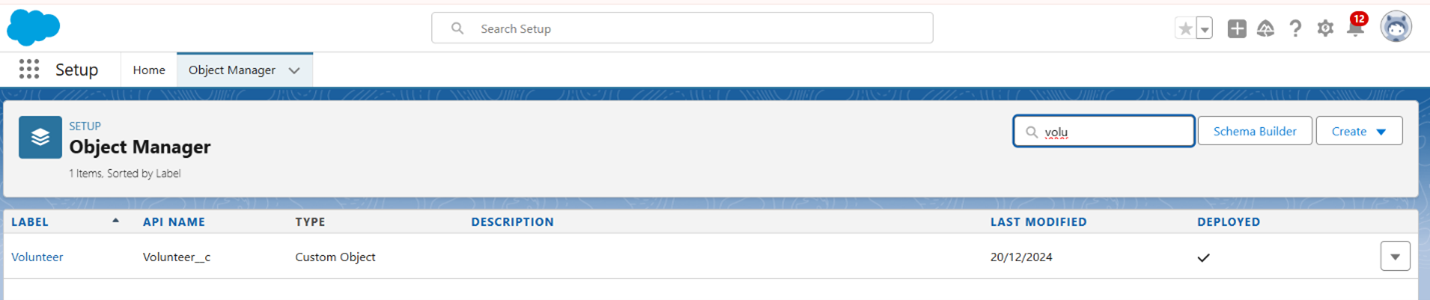 Search Setup
12
Setup
Home
Object Manager
SETUP
Object Manager
1 Items, Sorted by Label
volu
Schema Builder
Create
LABEL API NAME TYPE DESCRIPTION LAST MODIFIED DEPLOYED
Volunteer Volunteer__c Custom Object 20/12/2024